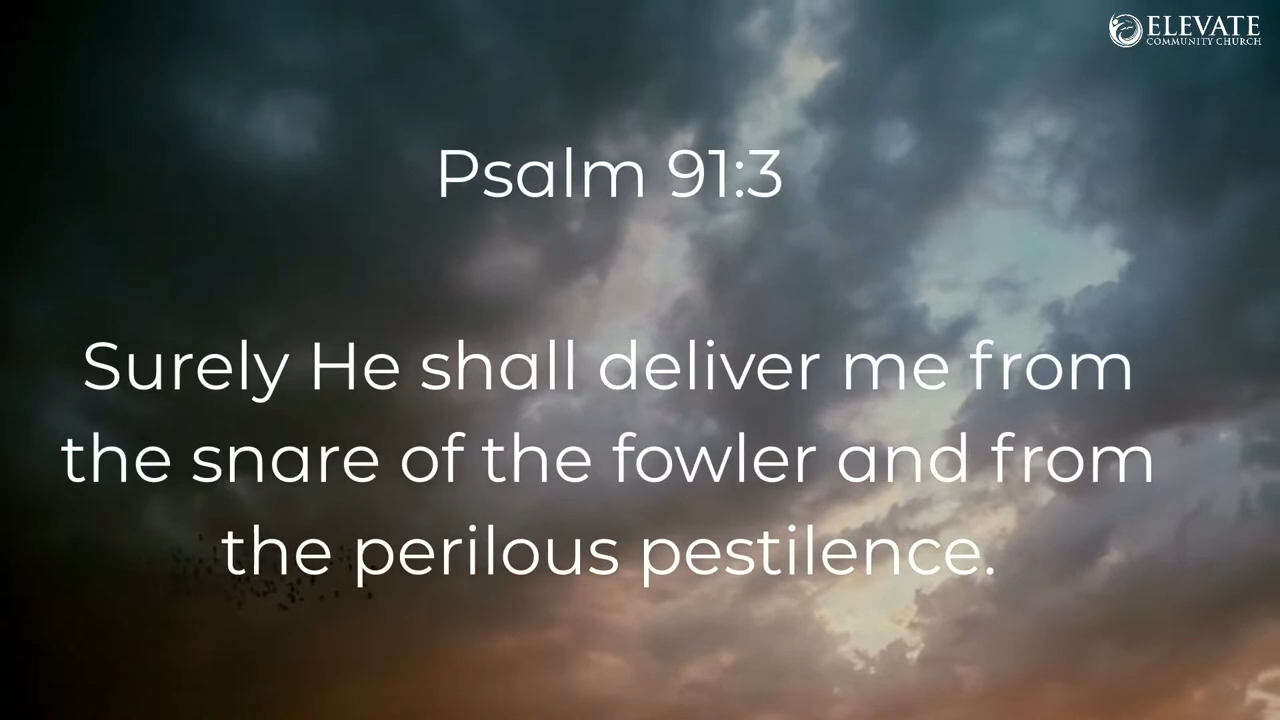 ELEVATE
COMMUNITY CHURCH
Psalm 91:3
Surely He shall deliver me from
the snare of the fowler and from
the perilous pestilence.